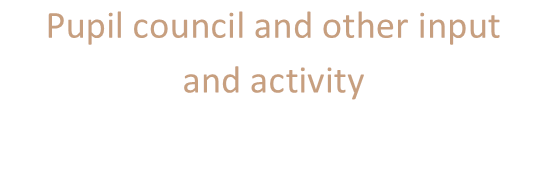 Pupil council and other input
and activity